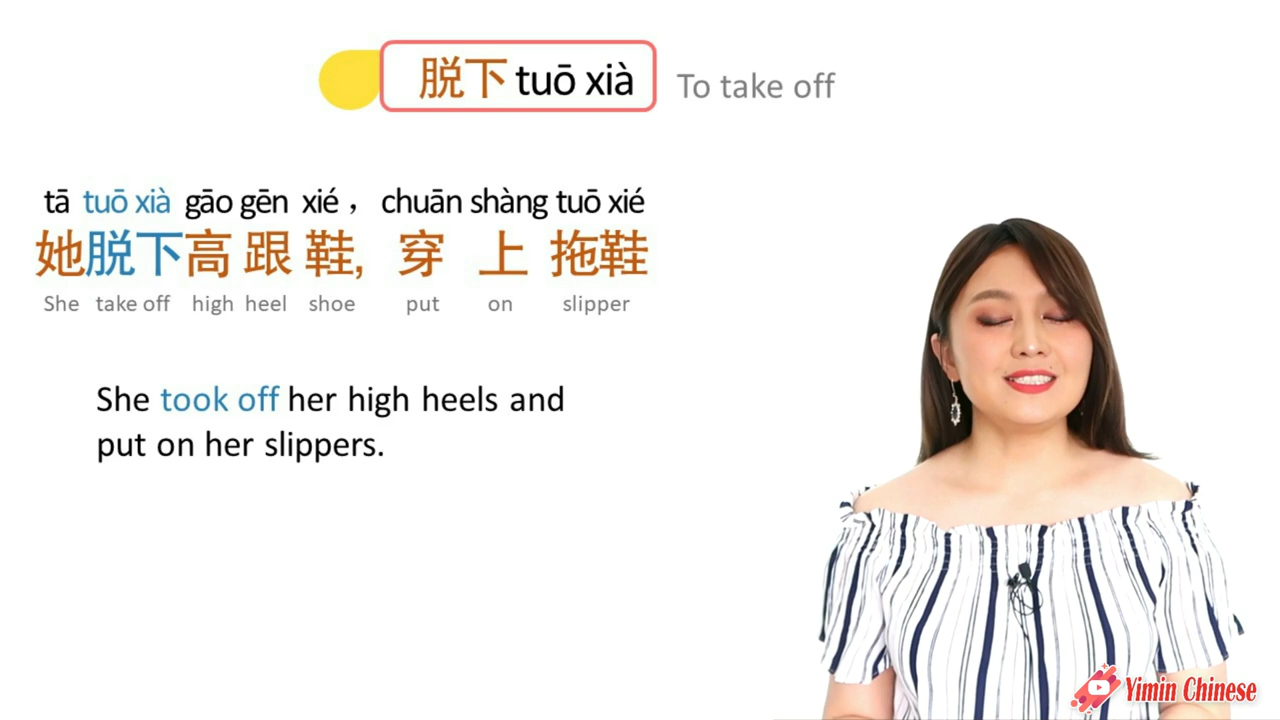 脱下 tuō xià To take off
tā tuō xià gāo gēn xié， chuān shàng tuō xié
她脱下高跟鞋, 穿上拖鞋
She take off high heel shoe put on slipper
She took off her high heels and
put on her slippers.
Yimin Chinese